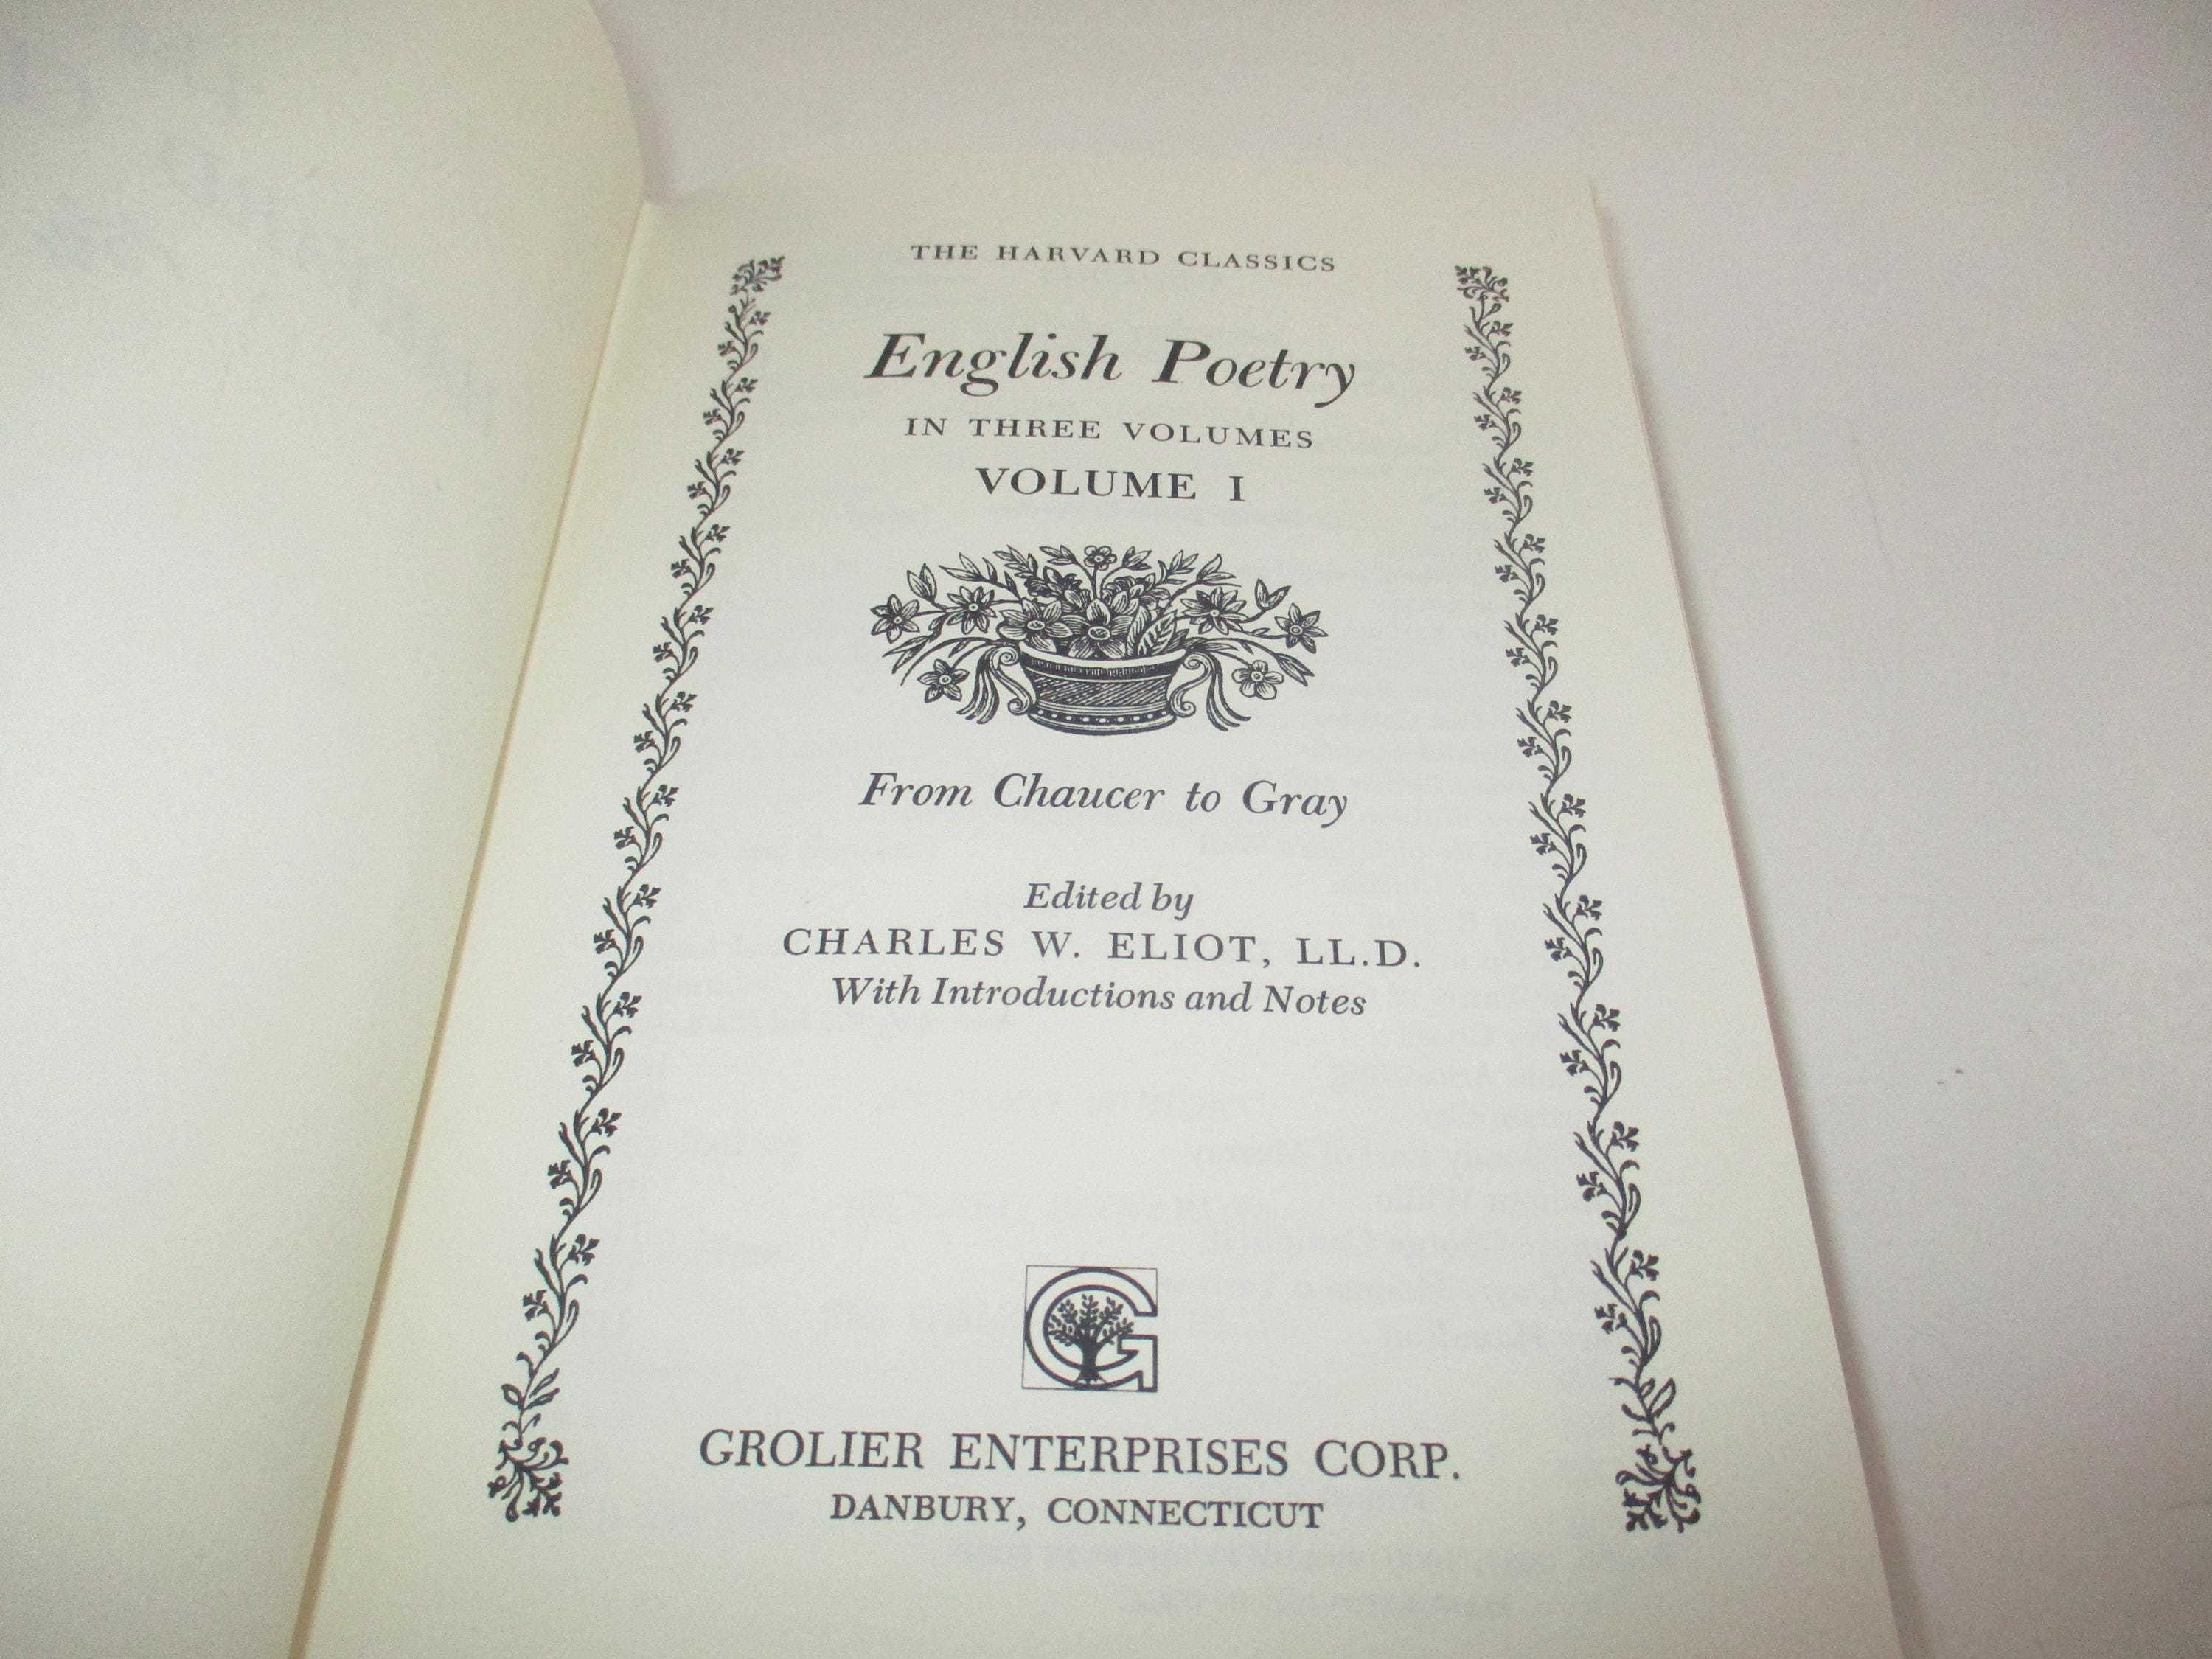 THE HARVARD CLASSICS
English Poetry
IN THREE VOLUMES
VOLUME I
From Chaucer to Gray
Edited by
CHARLES W. ELIOT, LL.D.
With Introductions and Notes
G
GROLIER ENTERPRISES CORP.
DANBURY, CONNECTICUT